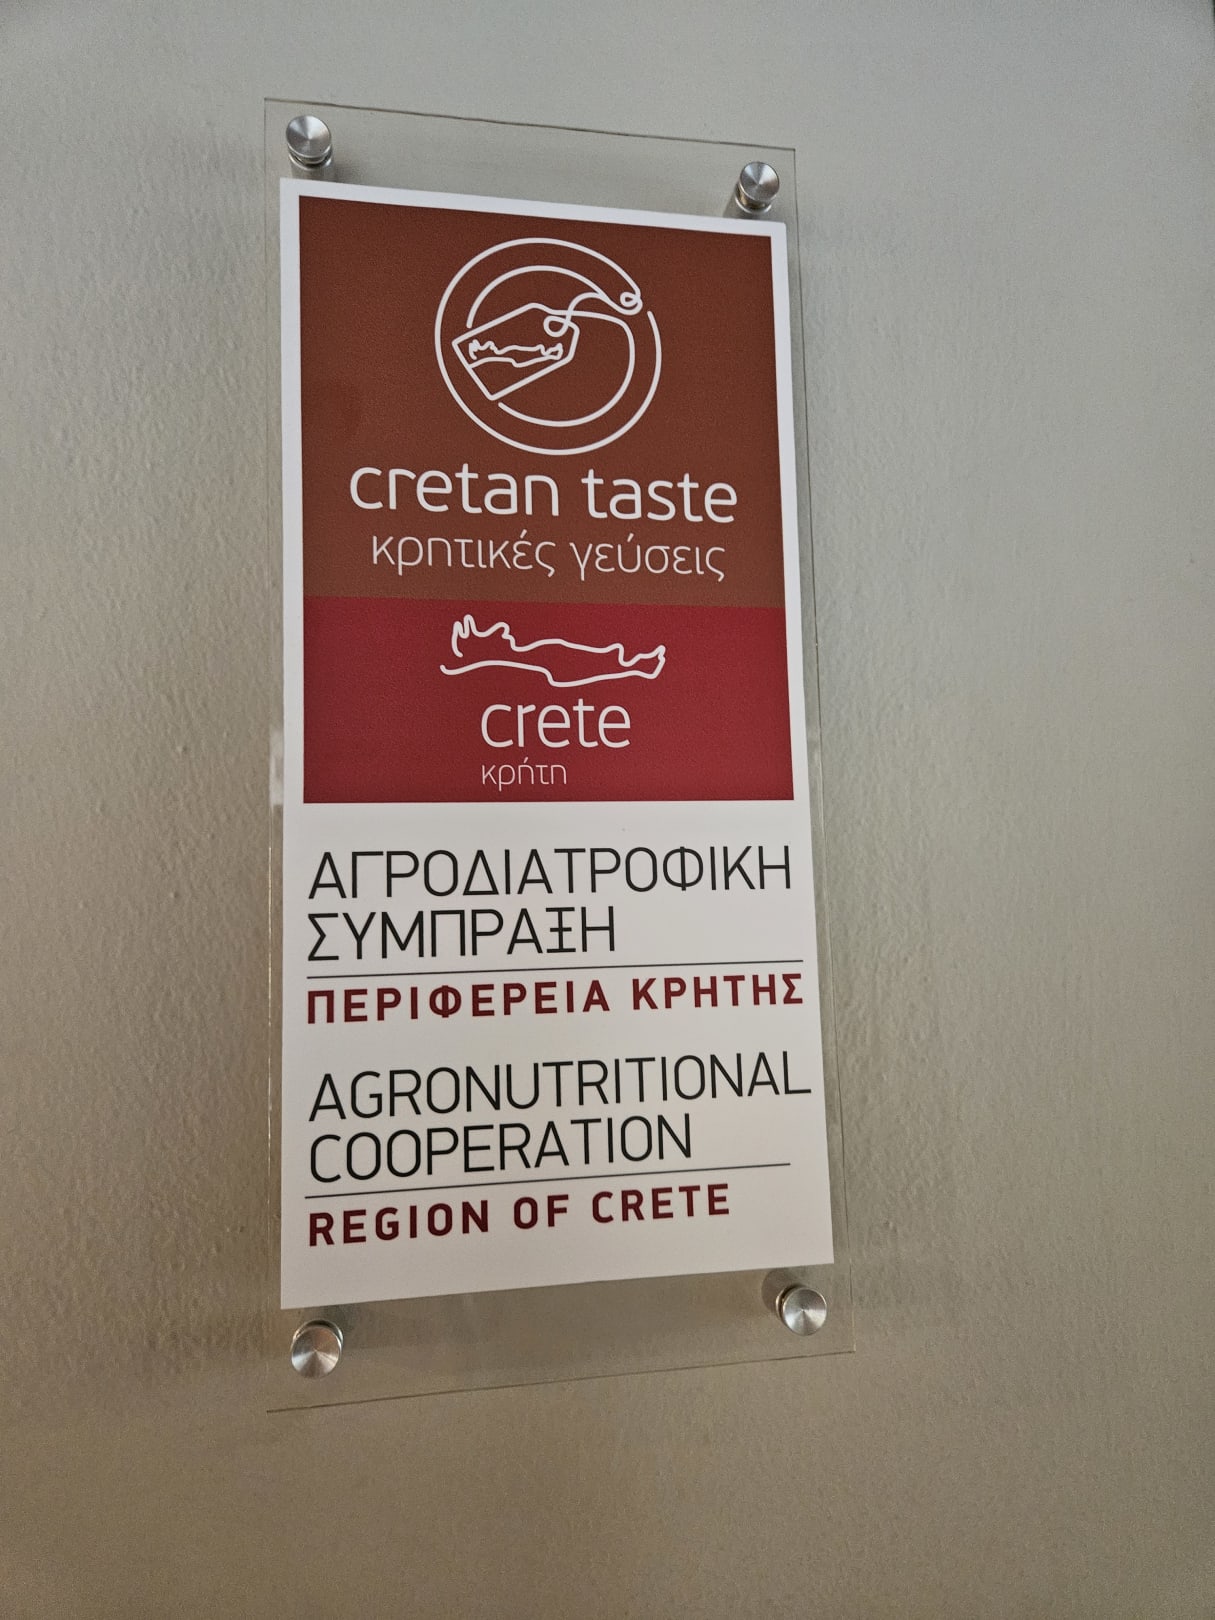 cretan taste
κρητικές γεύσεις
crete
κρήτη
ΑΓΡΟΔΙΑΤΡΟΦΙΚΗ
ΣΥΜΠΡΑΞΗ
ΠΕΡΙΦΕΡΕΙΑ ΚΡΗΤΗΣ
AGRONUTRITIONAL
COOPERATION
REGION OF CRETE